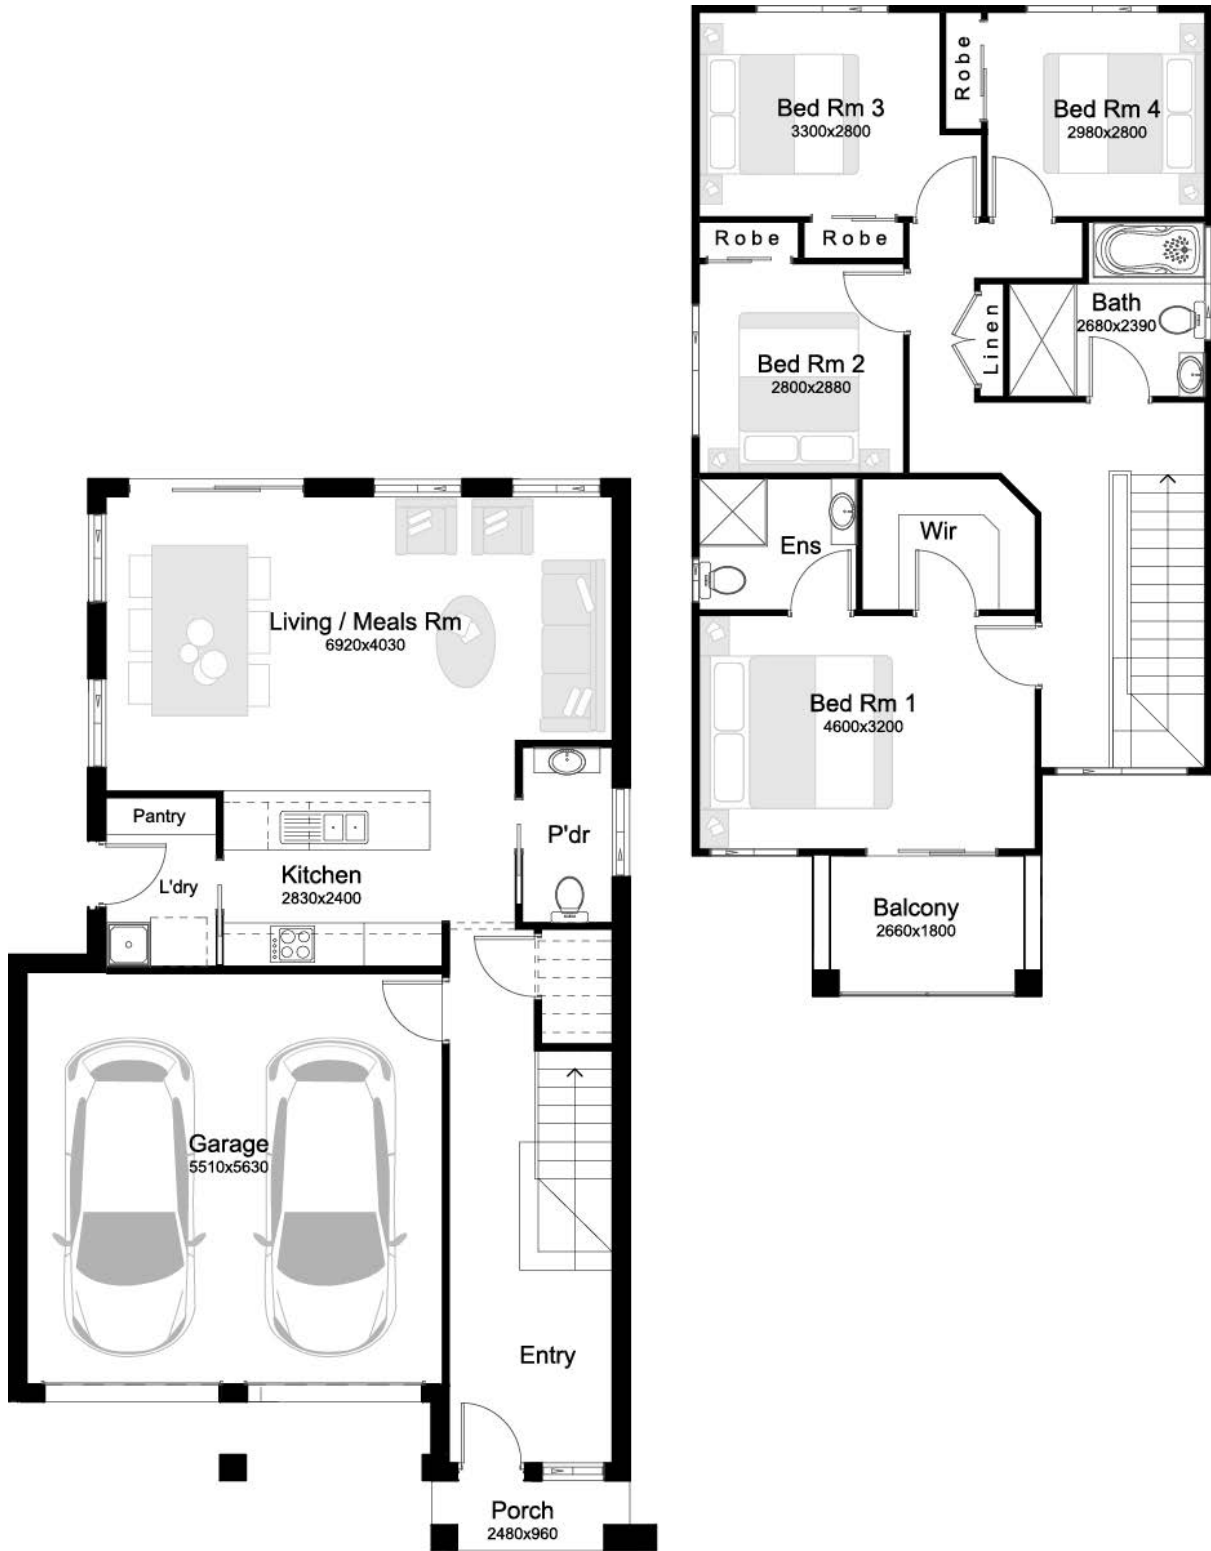 Bed Rm 3
3300x2800
Robe
Bed Rm 4
2980x2800
Robe
Robe
Bath
2680x2390
Linen
Bed Rm 2
2800x2880
Ens
Wir
Bed Rm 1
4600x3200
Balcony
2660x1800
Living / Meals Rm
6920x4030
Pantry
P'dr
L'dry
Kitchen
2830x2400
Garage
5510x5630
Entry
Porch
2480x960